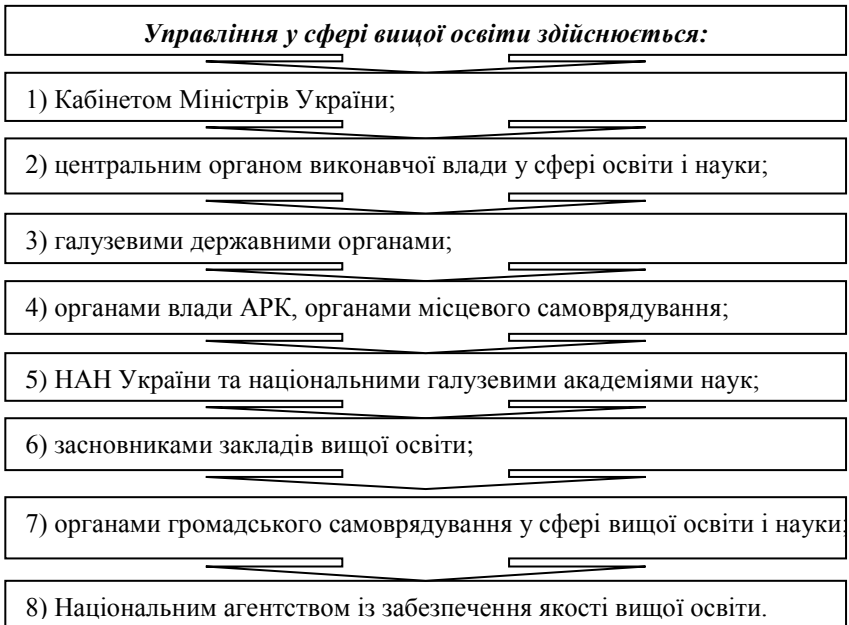 Управління у сфері вищої освіти здійснюється:
1) Кабінетом Міністрів України;
2) центральним органом виконавчої влади у сфері освіти і науки;
3) галузевими державними органами;
4) органами влади АРК, органами місцевого самоврядування;
5) НАН України та національними галузевими академіями наук;
6) засновниками закладів вищої освіти;
7) органами громадського самоврядування у сфері вищої освіти і науки;
8) Національним агентством із забезпечення якості вищої освіти.